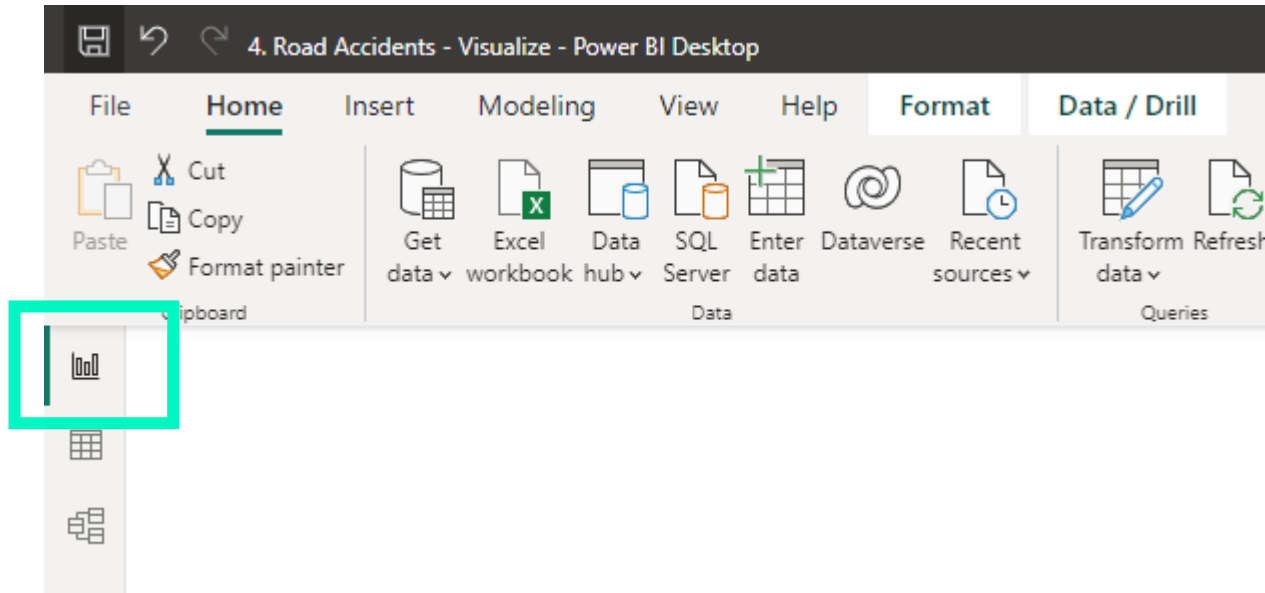 4. Road Accidents - Visualize - Power BI Desktop
File Home Insert Modeling View Help Format Data / Drill
Cut
Copy
Paste
Format painter
Get data
Excel workbook
Data hub
SQL Server
Enter data
Dataverse
Recent sources
Transform data
Refresh
Data
Queries